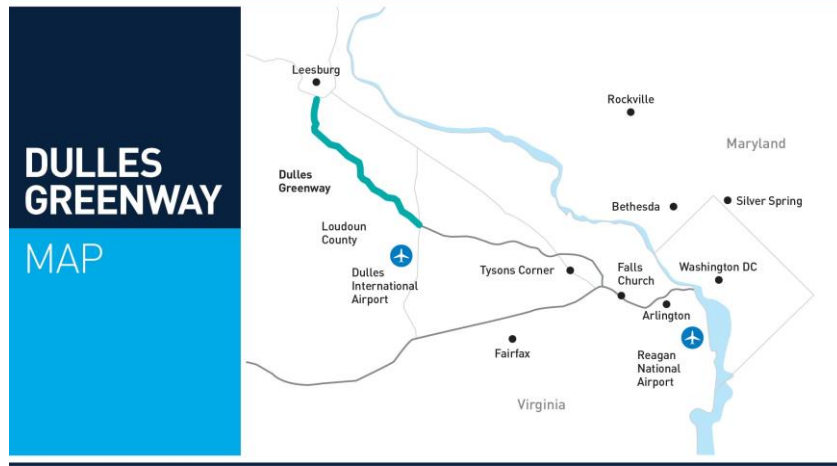 DULLES
GREENWAY
MAP
Leesburg
Rockville
Maryland
Dulles
Greenway
Bethesda
Silver Spring
Loudoun
County
Dulles
International
Airport
Tysons Corner
Falls
Church
Washington DC
Arlington
Fairfax
Reagan
National
Airport
Virginia